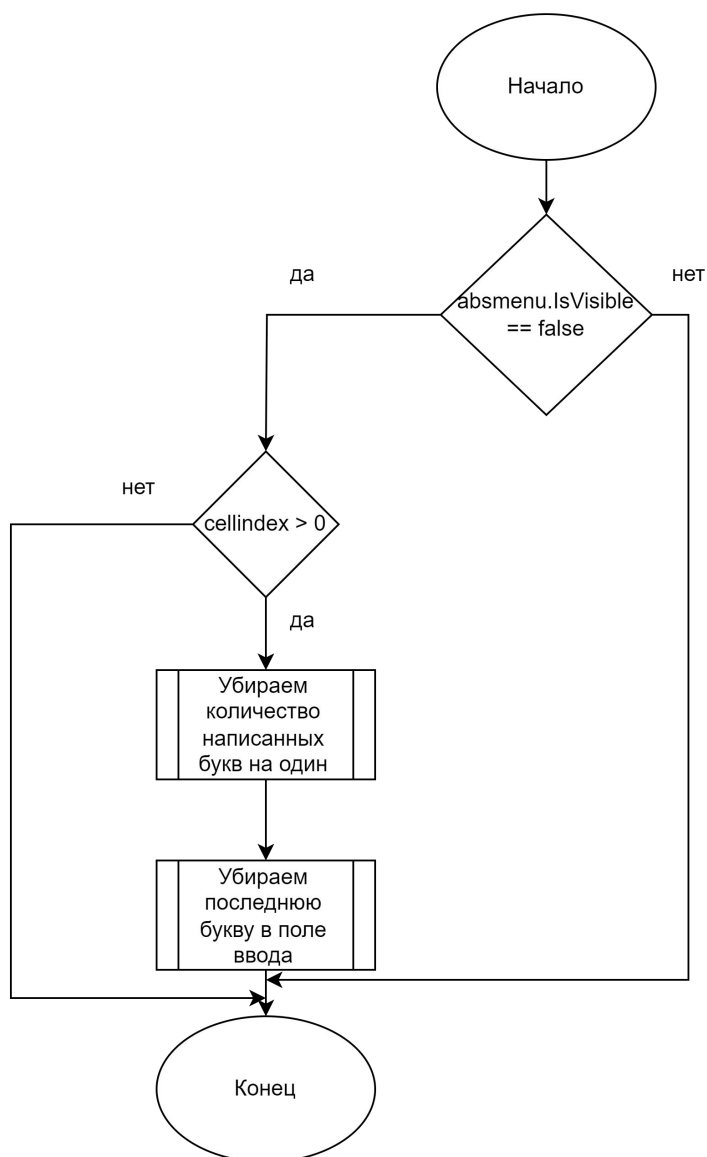 Начало
absmenu.IsVisible
== false
да
нет
нет
cellindex > 0
да
Убираем
количество
написанных
букв на один
Убираем
последнюю
букву в поле
ввода
Конец